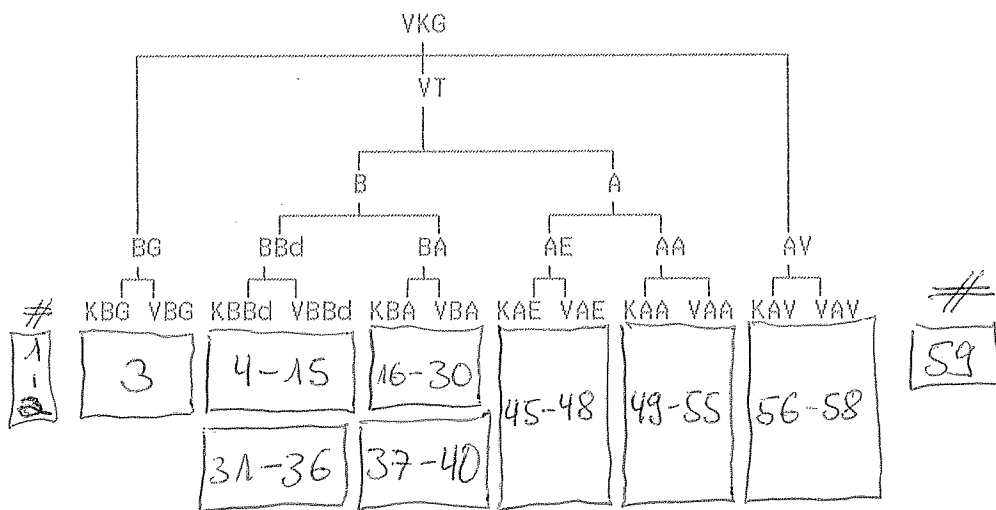 VKG
VT
B A
BG BBd BA AE AA AV
# KBG VBG KBBd VBBd KBA VBA KAE VAE KAA VAA KAV VAV #
1-2 3 4-15 16-30 45-48 49-55 56-58 59
31-36 37-40